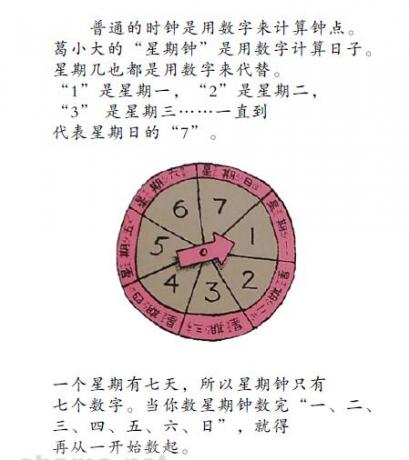 普通的时钟是用数字来计算钟点。
葛小大的“星期钟”是用数字计算日子。
星期几也都是用数字来代替。
“1”是星期一，“2”是星期二，
“3” 是星期三……一直到
代表星期日的“7”。
星期六 星期日
6 7
星期五 5 1 星期一
4 3 2
星期四 星期三 星期二
一个星期有七天，所以星期钟只有
七个数字。当你数星期钟数完“一、二、
三、四、五、六、日”，就得
再从一开始数起。